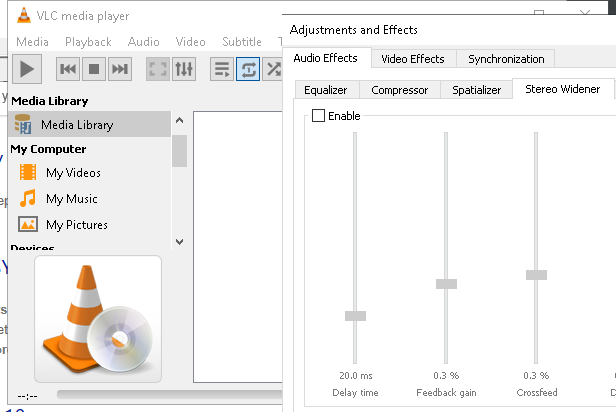 VLC media player
Media Playback Audio Video Subtitle
Media Library
Media Library
My Computer
My Videos
My Music
My Pictures
Devices
--:--
Adjustments and Effects
Audio Effects Video Effects Synchronization
Equalizer Compressor Spatializer Stereo Widener
Enable
20.0 ms 0.3 % 0.3 %
Delay time Feedback gain Crossfeed